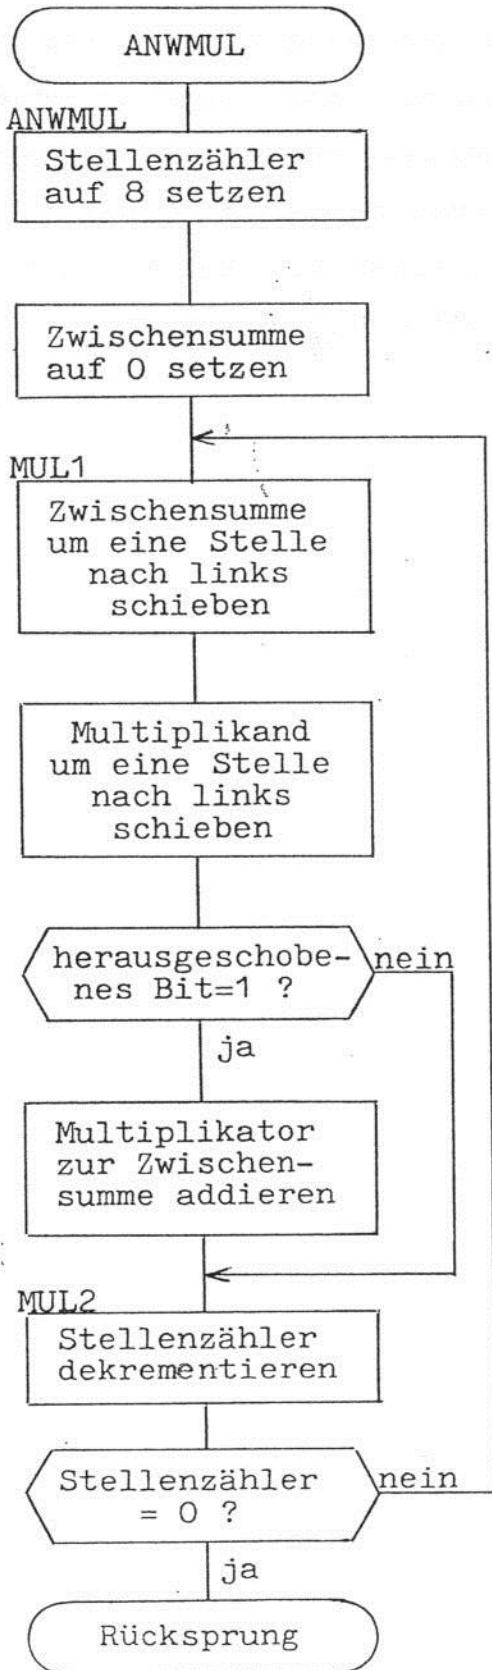 ANWMUL
ANWMUL
Stellenzähler
auf 8 setzen
Zwischensumme
auf 0 setzen
MUL1
Zwischensumme
um eine Stelle
nach links
schieben
Multiplikand
um eine Stelle
nach links
schieben
herausgeschobe-
nes Bit=1 ?
nein
ja
Multiplikator
zur Zwischen-
summe addieren
MUL2
Stellenzähler
dekrementieren
Stellenzähler
= 0 ?
nein
ja
Rücksprung